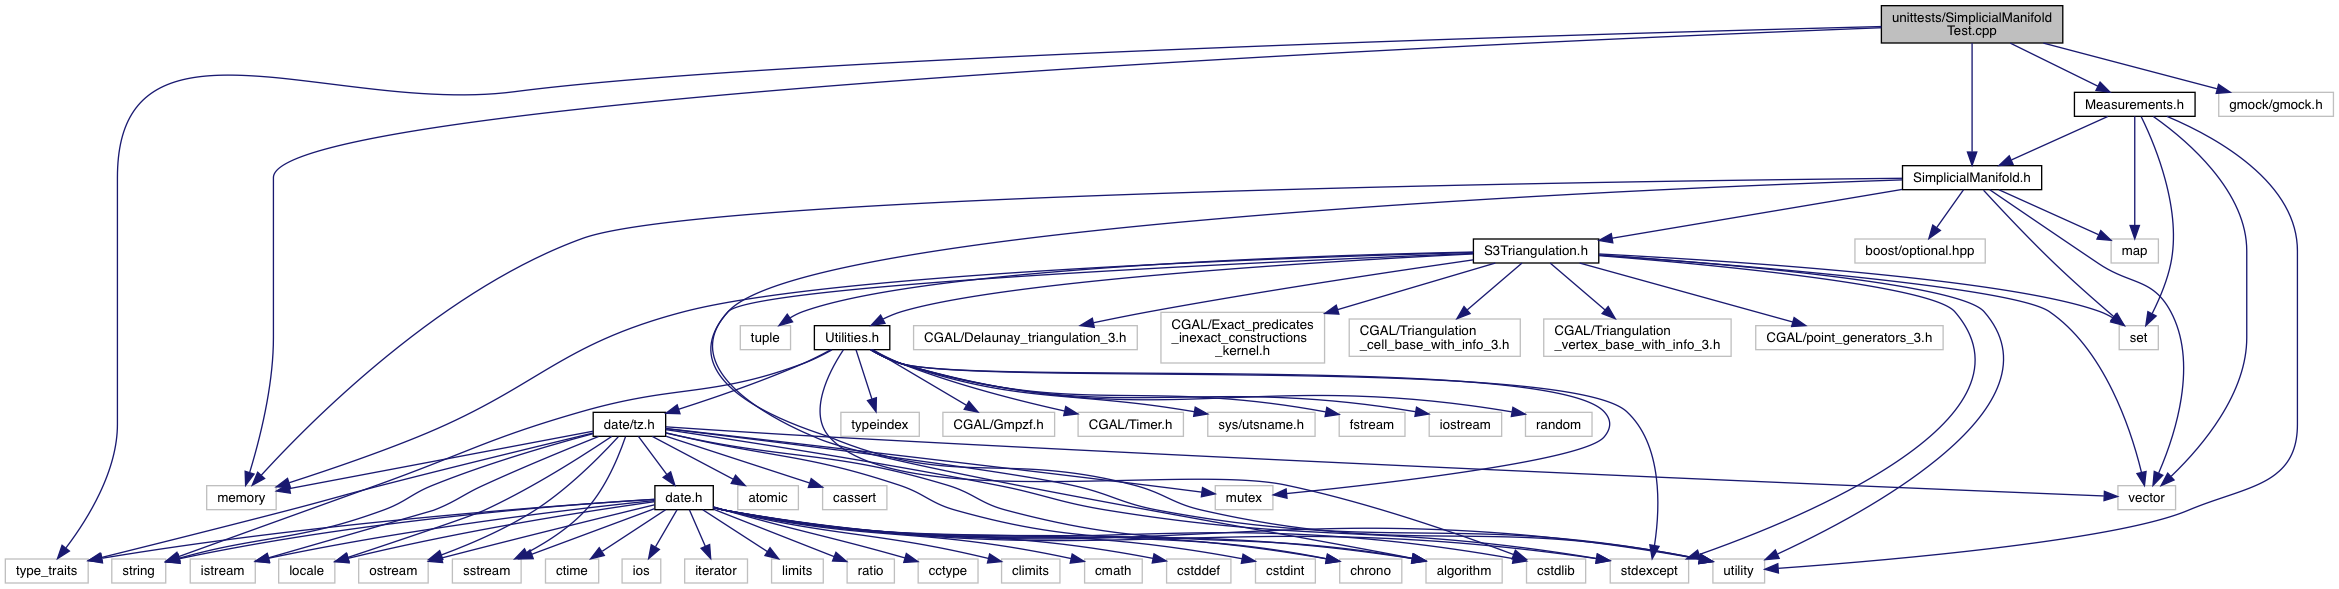 unittests/SimplicialManifold
Test.cpp
Measurements.h
gmock/gmock.h
SimplicialManifold.h
S3Triangulation.h
boost/optional.hpp
map
tuple
Utilities.h
CGAL/Delaunay_triangulation_3.h
CGAL/Exact_predicates
_inexact_constructions
_kernel.h
CGAL/Triangulation
_cell_base_with_info_3.h
CGAL/Triangulation
_vertex_base_with_info_3.h
CGAL/point_generators_3.h
set
date/tz.h
typeindex
CGAL/Gmpzf.h
CGAL/Timer.h
sys/utsname.h
fstream
iostream
random
memory
date.h
atomic
cassert
mutex
vector
type_traits
string
istream
locale
ostream
sstream
ctime
ios
iterator
limits
ratio
cctype
climits
cmath
cstddef
cstdint
chrono
algorithm
cstdlib
stdexcept
utility